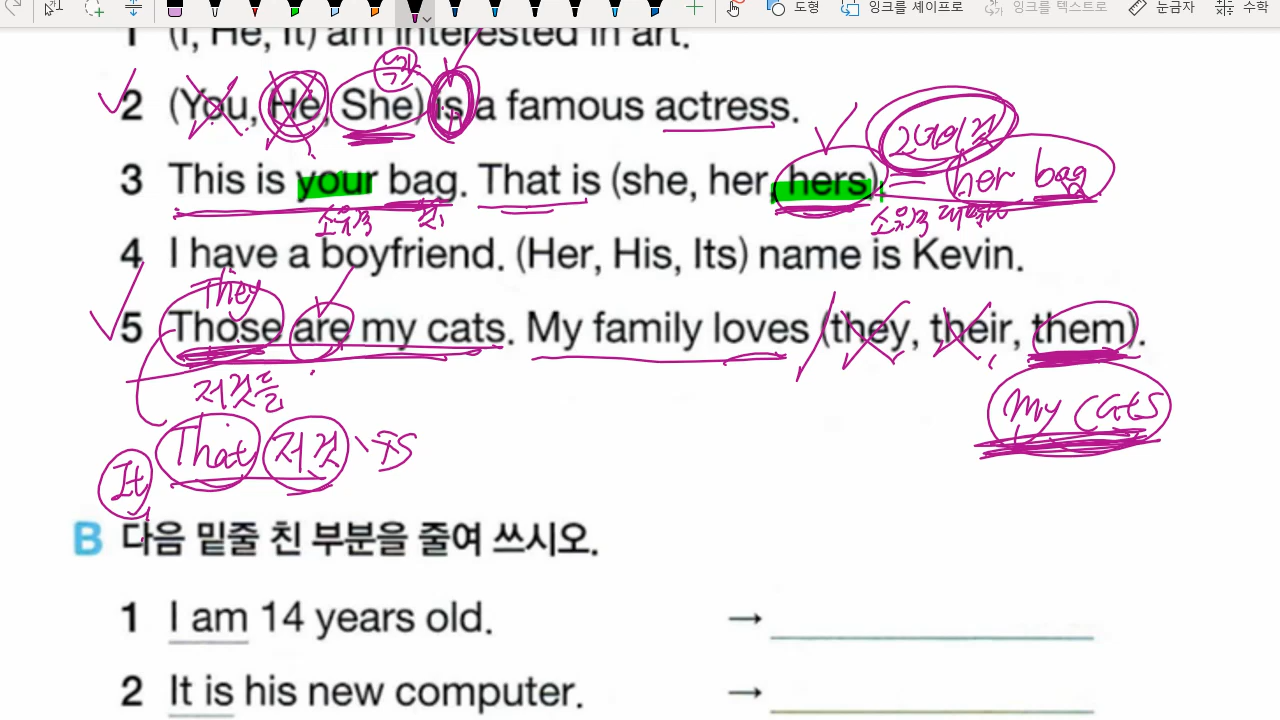 도형 잉크를 셰이프로 잉크를 텍스트로 눈금자 수학
1 (I, He, It) am interested in art.
2 (You, He, She) is a famous actress.
그녀의 것
3 This is your bag. That is (she, her, hers). = her bag
소유격 것 소유격 대명사
4 I have a boyfriend. (Her, His, Its) name is Kevin.
They
5 Those are my cats. My family loves (they, their, them).
저것들
my cats
That 저것 is
It
B 다음 밑줄 친 부분을 줄여 쓰시오.
1 I am 14 years old. →
2 It is his new computer. →